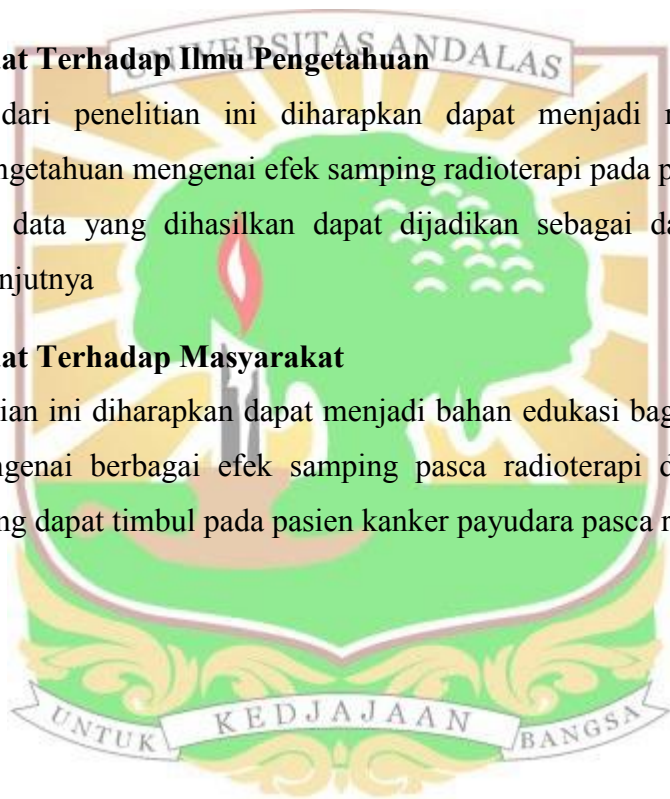 UNIVERSITAS ANDALAS
at Terhadap Ilmu Pengetahuan
dari penelitian ini diharapkan dapat menjadi
ngetahuan mengenai efek samping radioterapi pada p
data yang dihasilkan dapat dijadikan sebagai da
njutnya
at Terhadap Masyarakat
ian ini diharapkan dapat menjadi bahan edukasi bag
ngenai berbagai efek samping pasca radioterapi d
ng dapat timbul pada pasien kanker payudara pasca
UNTUK KEDJAJAAN BANGSA